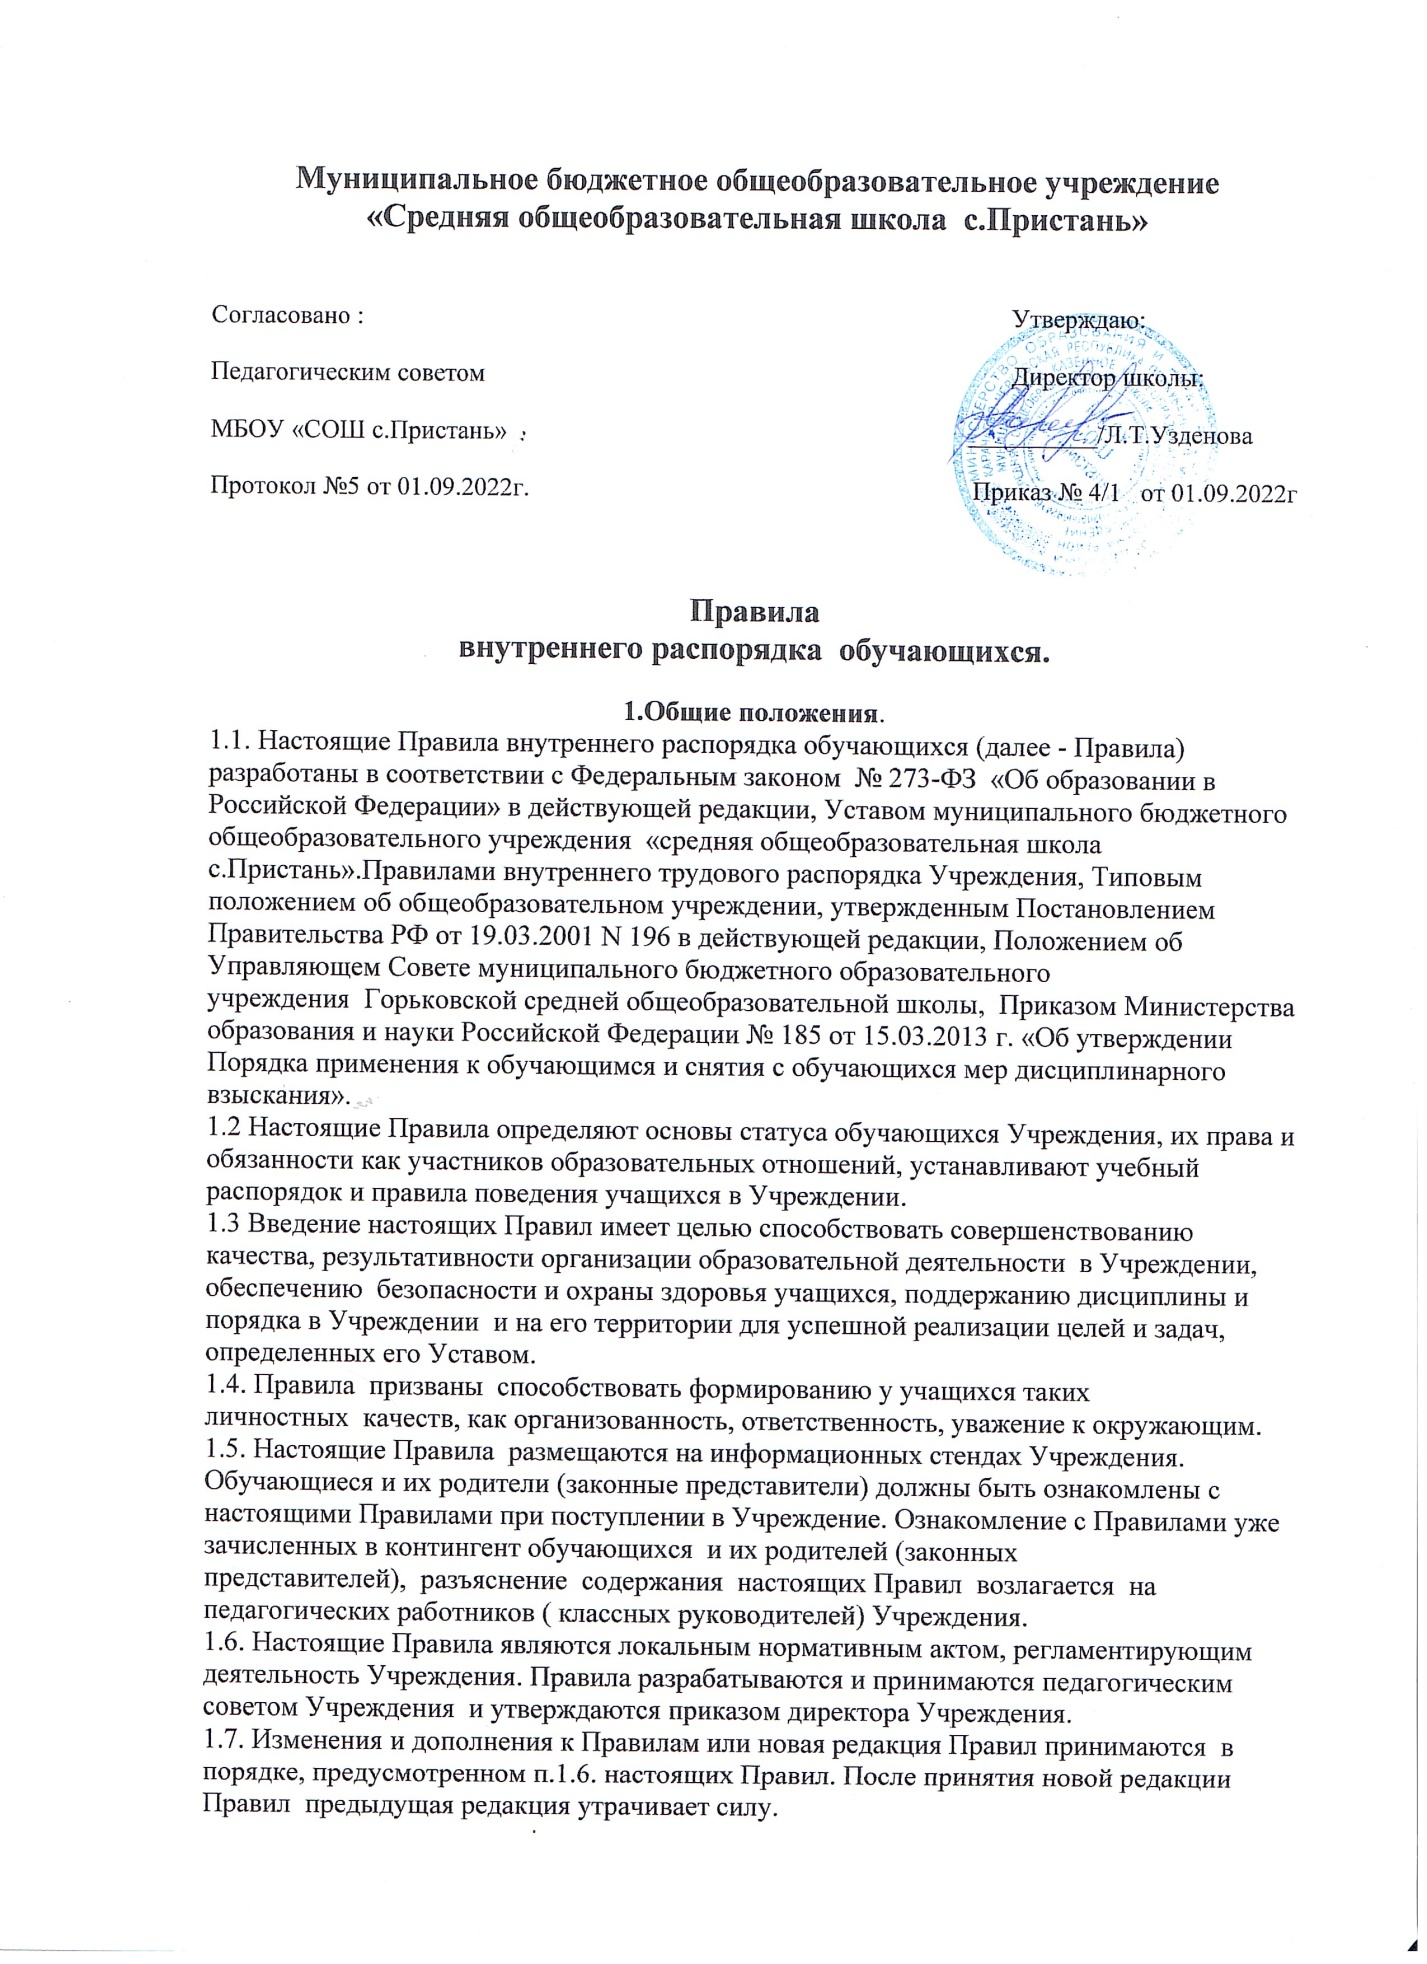 Муниципальное бюджетное общеобразовательное учреждение
«Средняя общеобразовательная школа  с.Пристань»
Согласовано :
Утверждаю:
Педагогическим советом
Директор школы:
МБОУ «СОШ с.Пристань»
__________/Л.Т.Узденова
Протокол №5 от 01.09.2022г.
Приказ № 4/1   от 01.09.2022г
Правила
внутреннего распорядка  обучающихся.
1.Общие положения.
1.1. Настоящие Правила внутреннего распорядка обучающихся (далее - Правила)
разработаны в соответствии с Федеральным законом  № 273-ФЗ  «Об образовании в
Российской Федерации» в действующей редакции, Уставом муниципального бюджетного
общеобразовательного учреждения  «средняя общеобразовательная школа
с.Пристань».Правилами внутреннего трудового распорядка Учреждения, Типовым
положением об общеобразовательном учреждении, утвержденным Постановлением
Правительства РФ от 19.03.2001 N 196 в действующей редакции, Положением об
Управляющем Совете муниципального бюджетного образовательного
учреждения  Горьковской средней общеобразовательной школы,  Приказом Министерства
образования и науки Российской Федерации № 185 от 15.03.2013 г. «Об утверждении
Порядка применения к обучающимся и снятия с обучающихся мер дисциплинарного
взыскания».
1.2 Настоящие Правила определяют основы статуса обучающихся Учреждения, их права и
обязанности как участников образовательных отношений, устанавливают учебный
распорядок и правила поведения учащихся в Учреждении.
1.3 Введение настоящих Правил имеет целью способствовать совершенствованию
качества, результативности организации образовательной деятельности  в Учреждении,
обеспечению  безопасности и охраны здоровья учащихся, поддержанию дисциплины и
порядка в Учреждении  и на его территории для успешной реализации целей и задач,
определенных его Уставом.
1.4. Правила  призваны  способствовать формированию у учащихся таких
личностных  качеств, как организованность, ответственность, уважение к окружающим.
1.5. Настоящие Правила  размещаются на информационных стендах Учреждения.
Обучающиеся и их родители (законные представители) должны быть ознакомлены с
настоящими Правилами при поступлении в Учреждение. Ознакомление с Правилами уже
зачисленных в контингент обучающихся  и их родителей (законных
представителей),  разъяснение  содержания  настоящих Правил  возлагается  на
педагогических работников ( классных руководителей) Учреждения.
1.6. Настоящие Правила являются локальным нормативным актом, регламентирующим
деятельность Учреждения. Правила разрабатываются и принимаются педагогическим
советом Учреждения  и утверждаются приказом директора Учреждения.
1.7. Изменения и дополнения к Правилам или новая редакция Правил принимаются  в
порядке, предусмотренном п.1.6. настоящих Правил. После принятия новой редакции
Правил  предыдущая редакция утрачивает силу.